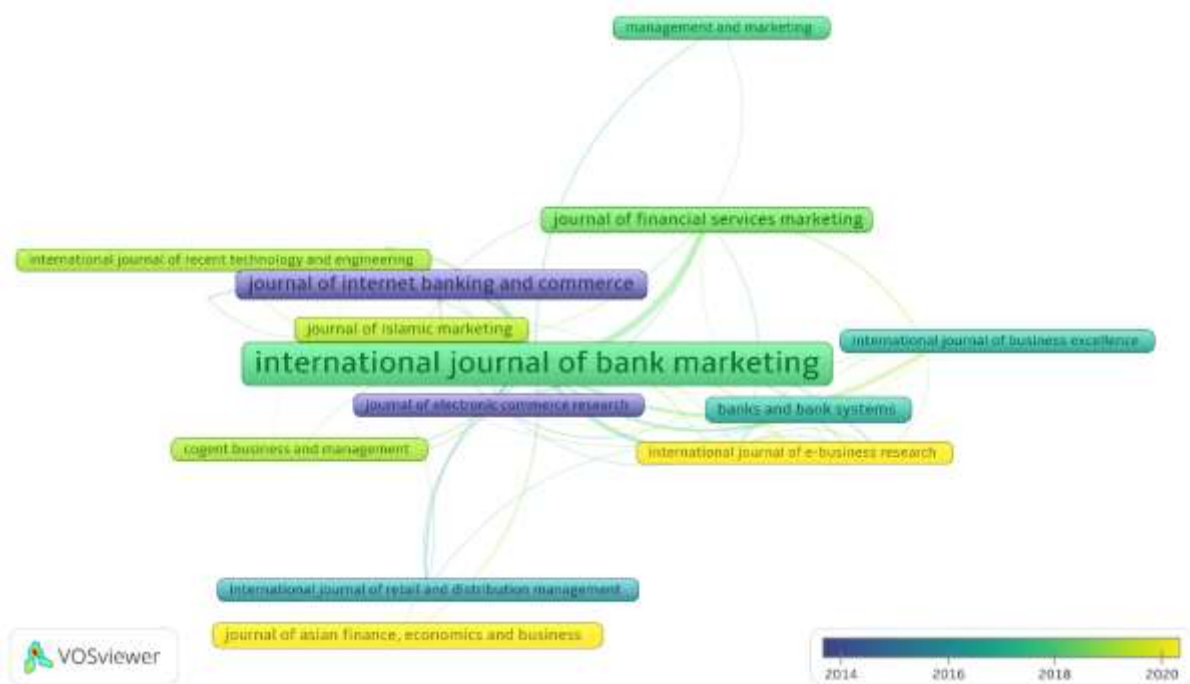 management and marketing
journal of financial services marketing
international journal of recent technology and engineering
journal of internet banking and commerce
journal of islamic marketing
international journal of business excellence
international journal of bank marketing
journal of electronic commerce research
banks and bank systems
cogent business and management
international journal of e-business research
international journal of retail and distribution management
journal of asian finance, economics and business
VOSviewer
2014 2016 2018 2020